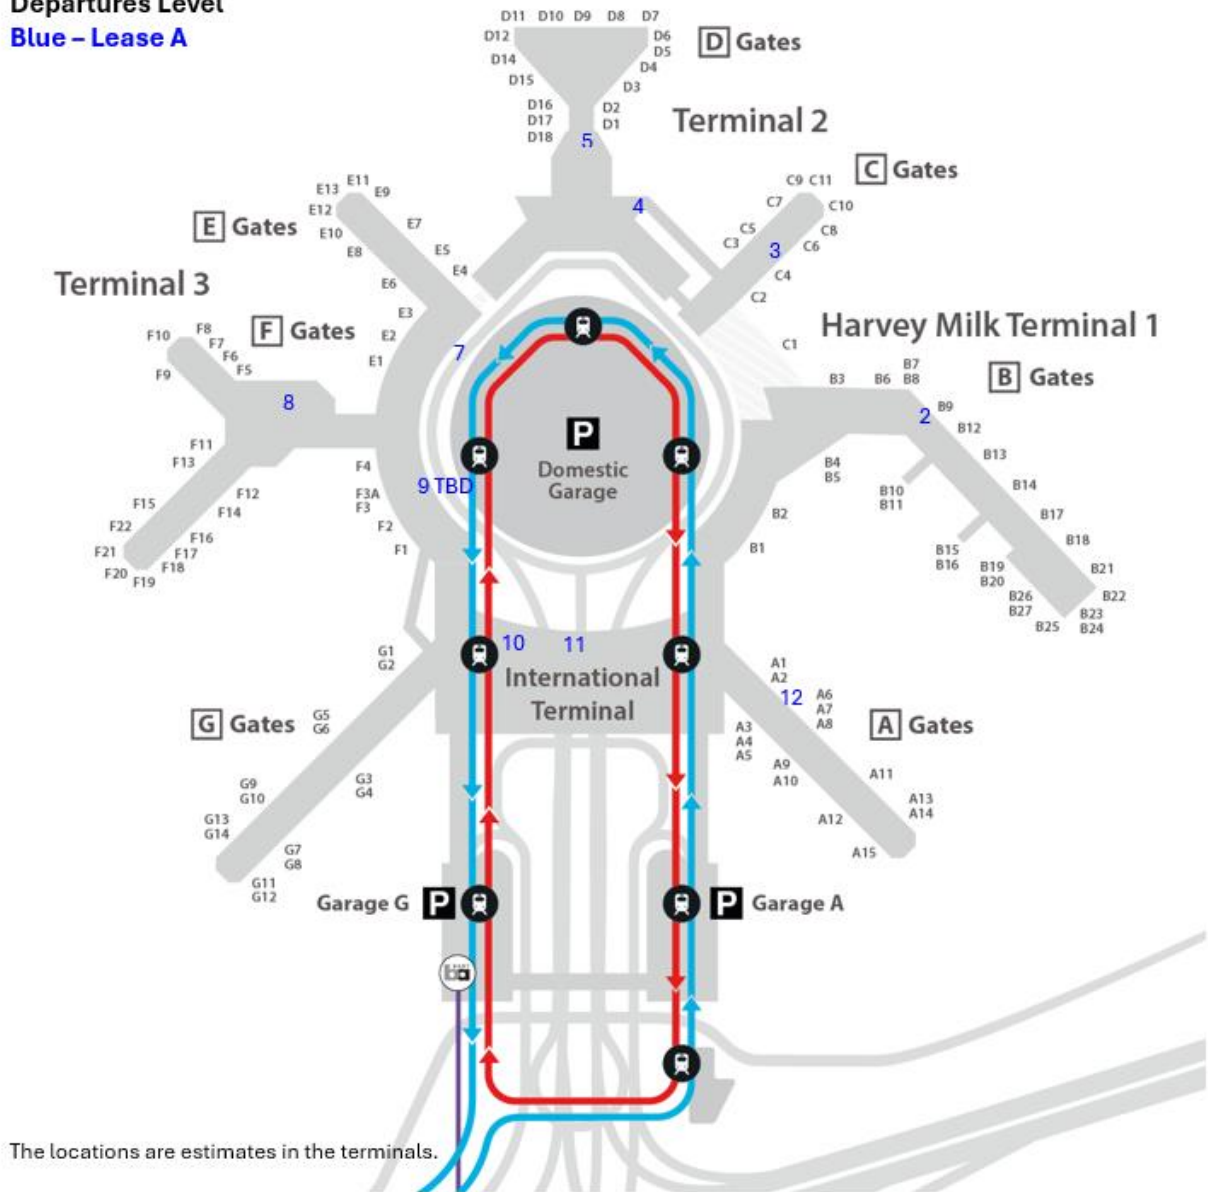 Departures Level
Blue – Lease A
D11 D10 D9 D8 D7
D12
D6
D5
D14
D4
D15
D3
D Gates
D16
D17
D18
D2
D1
5
Terminal 2
C Gates
E13 E11 E9
E12
E10
E7
E8
E5
E4
E6
E3
E2
E1
E Gates
4
C9 C11
C7
C10
C5
C8
C3
C6
3
C4
C2
C1
Terminal 3
F Gates
F10
F8
F7
F6
F5
F9
7
8
Harvey Milk Terminal 1
B Gates
B7
B8
B3
B6
B9
2
B12
B13
B14
B17
B18
B21
B22
B23
B24
B25
B4
B5
B10
B11
B15
B16
B19
B20
B26
B27
B2
B1
P
Domestic
Garage
9 TBD
F11
F13
F4
F3A
F3
F2
F1
F12
F14
F15
F16
F17
F18
F22
F21
F20
F19
10
11
International
Terminal
G1
G2
G5
G6
G Gates
G3
G4
G9
G10
G13
G14
G7
G8
G11
G12
A1
A2
12
A6
A7
A8
A Gates
A3
A4
A5
A9
A10
A11
A13
A14
A12
A15
Garage G P
P Garage A
ba
The locations are estimates in the terminals.